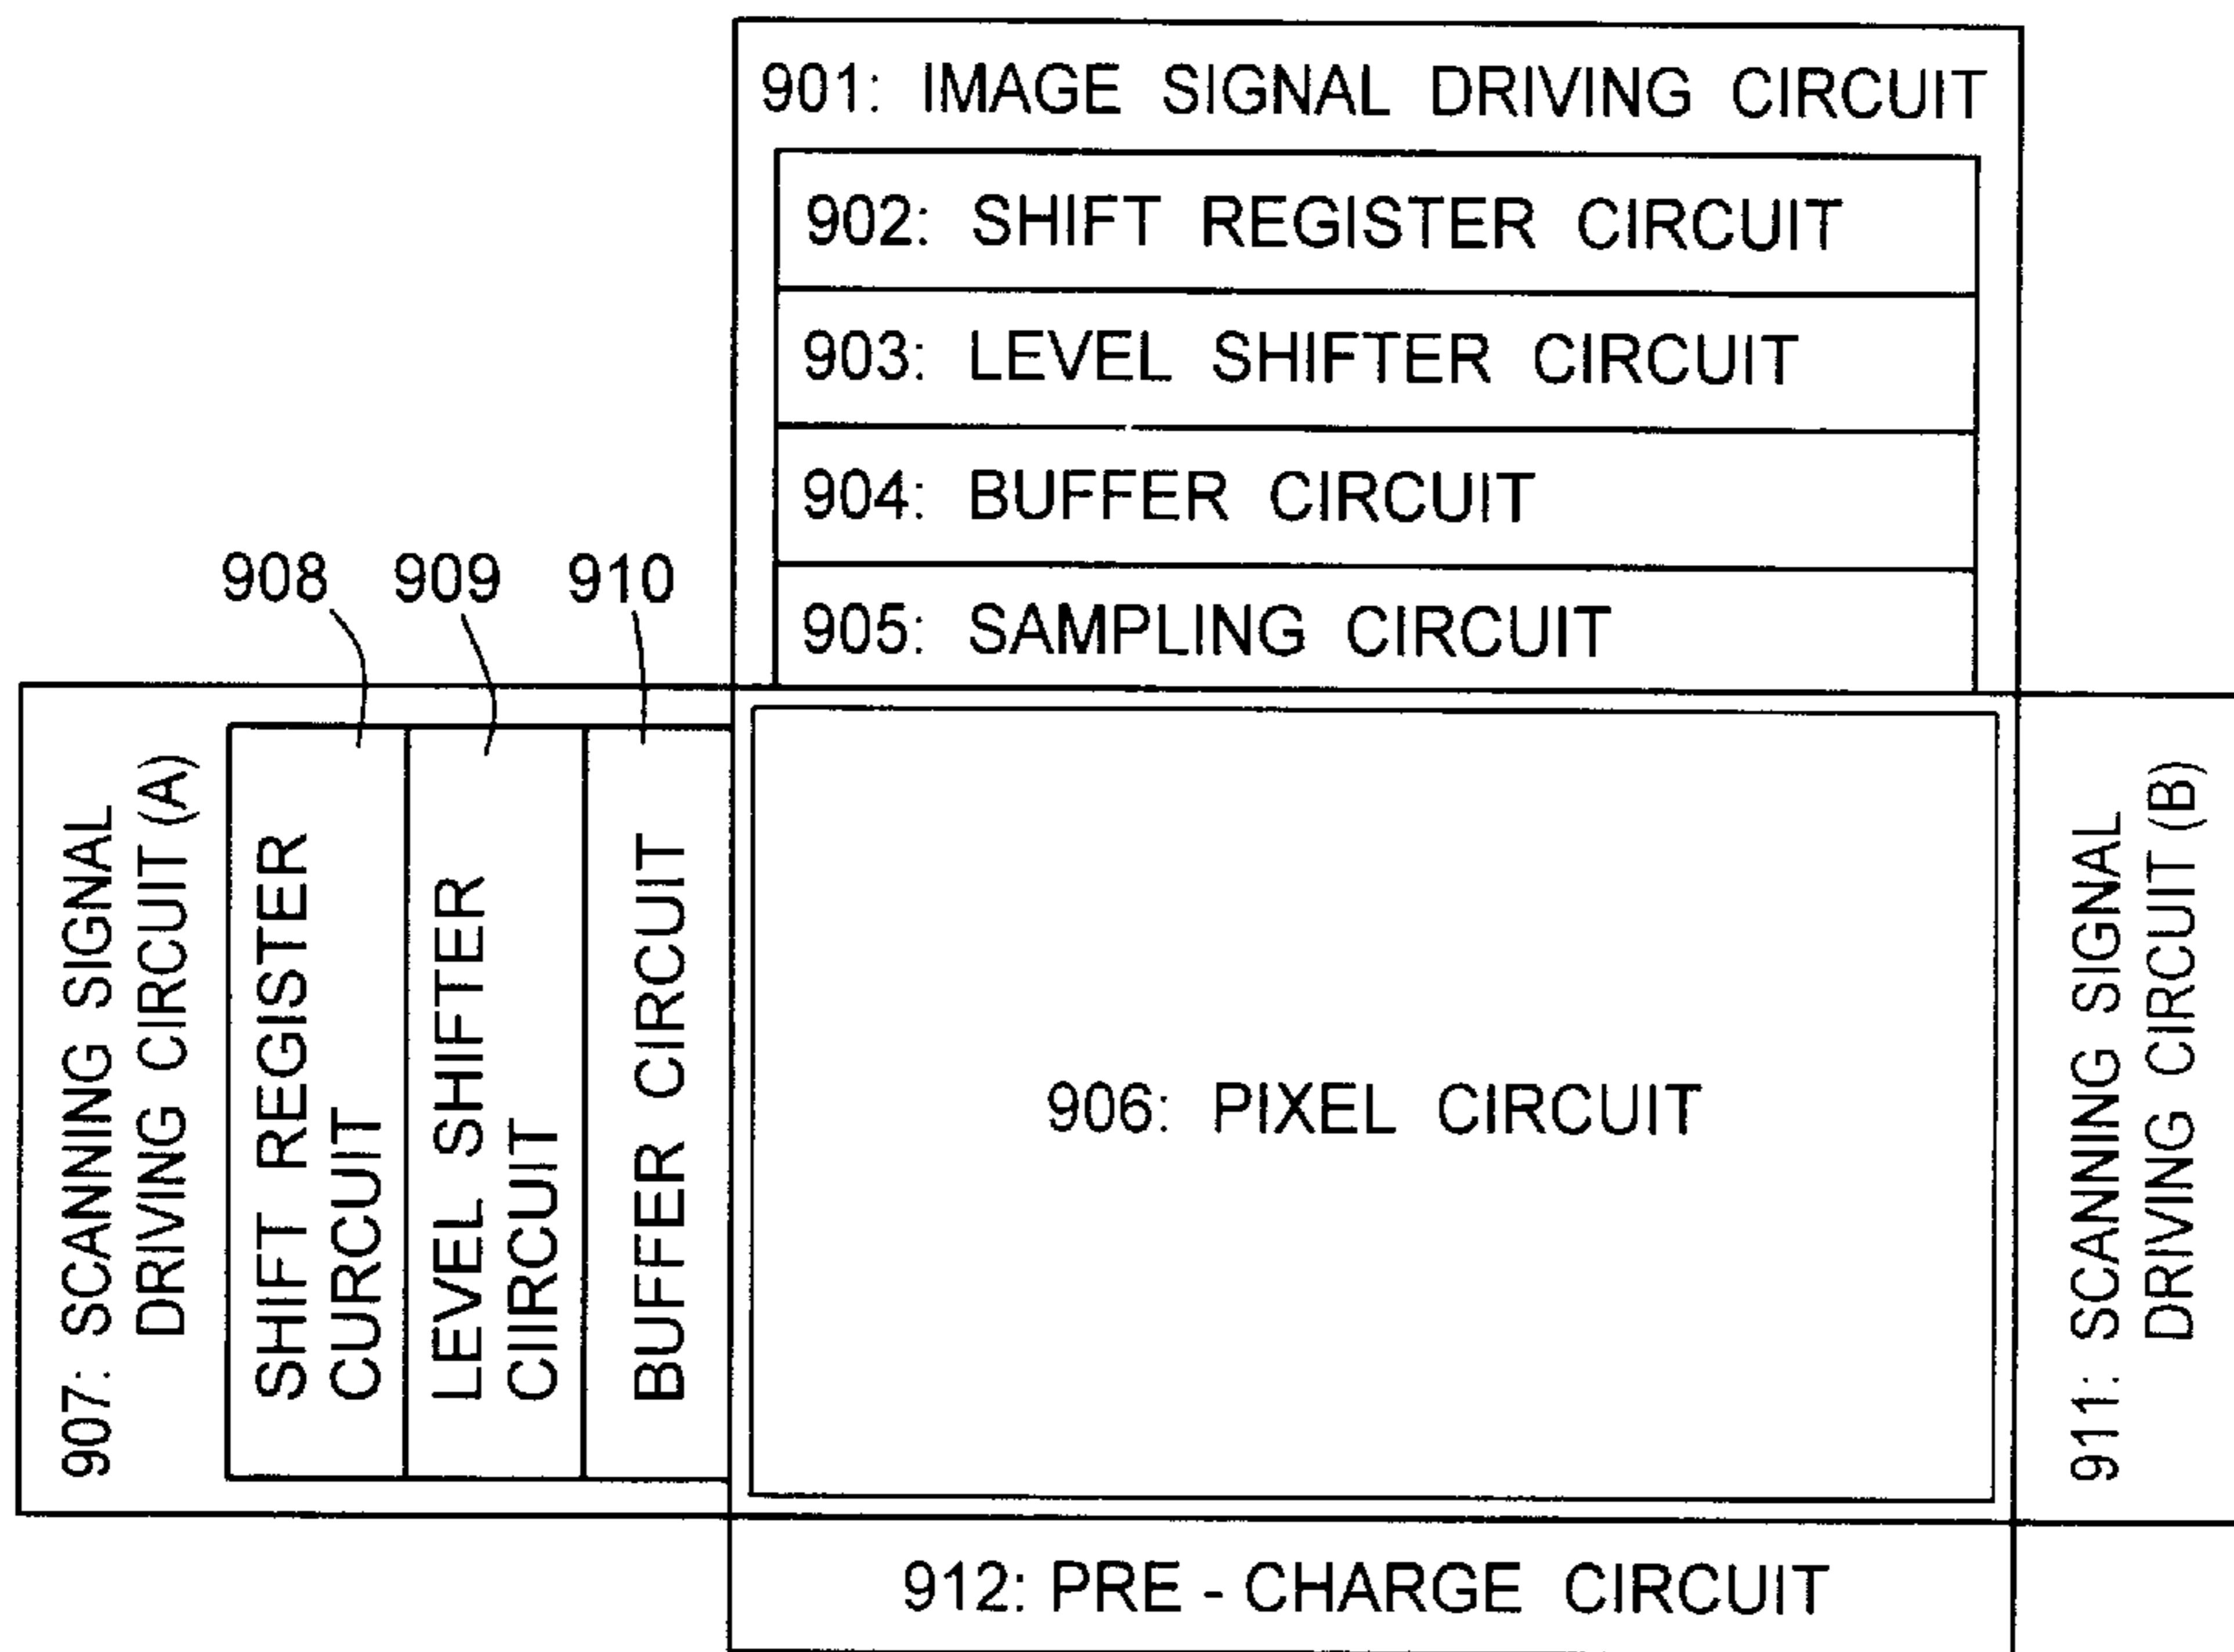 901: IMAGE SIGNAL DRIVING CIRCUIT
902: SHIFT REGISTER CIRCUIT
903: LEVEL SHIFTER CIRCUIT
904: BUFFER CIRCUIT
905: SAMPLING CIRCUIT
908 909 910
907: SCANNING SIGNAL
DRIVING CIRCUIT (A)
SHIFT REGISTER
CURCUIT
LEVEL SHIFTER
CIIRCUIT
BUFFER CIRCUIT
906: PIXEL CIRCUIT
911: SCANNING SIGNAL
DRIVING CIRCUIT (B)
912: PRE - CHARGE CIRCUIT